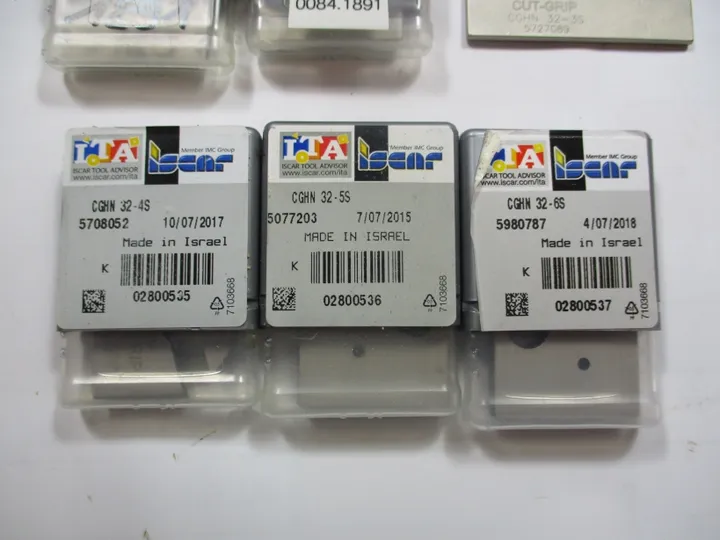 0084.1891
CUT-GRIP
CGHN 32-3S
5727089
ITA
ISCAR TOOL ADVISOR
www.iscar.com/ita
Member IMC Group
iscar
CGHN 32-4S
5708052 10/07/2017
Made in Israel
K
02800535
7103668
ITA
ISCAR TOOL ADVISOR
www.iscar.com/ita
Member IMC Group
iscar
CGHN 32-5S
5077203 7/07/2015
MADE IN ISRAEL
K
02800536
7103668
ITA
ISCAR TOOL ADVISOR
www.iscar.com/ita
Member IMC Group
iscar
CGHN 32-6S
5980787 4/07/2018
Made in Israel
K
02800537
7103668